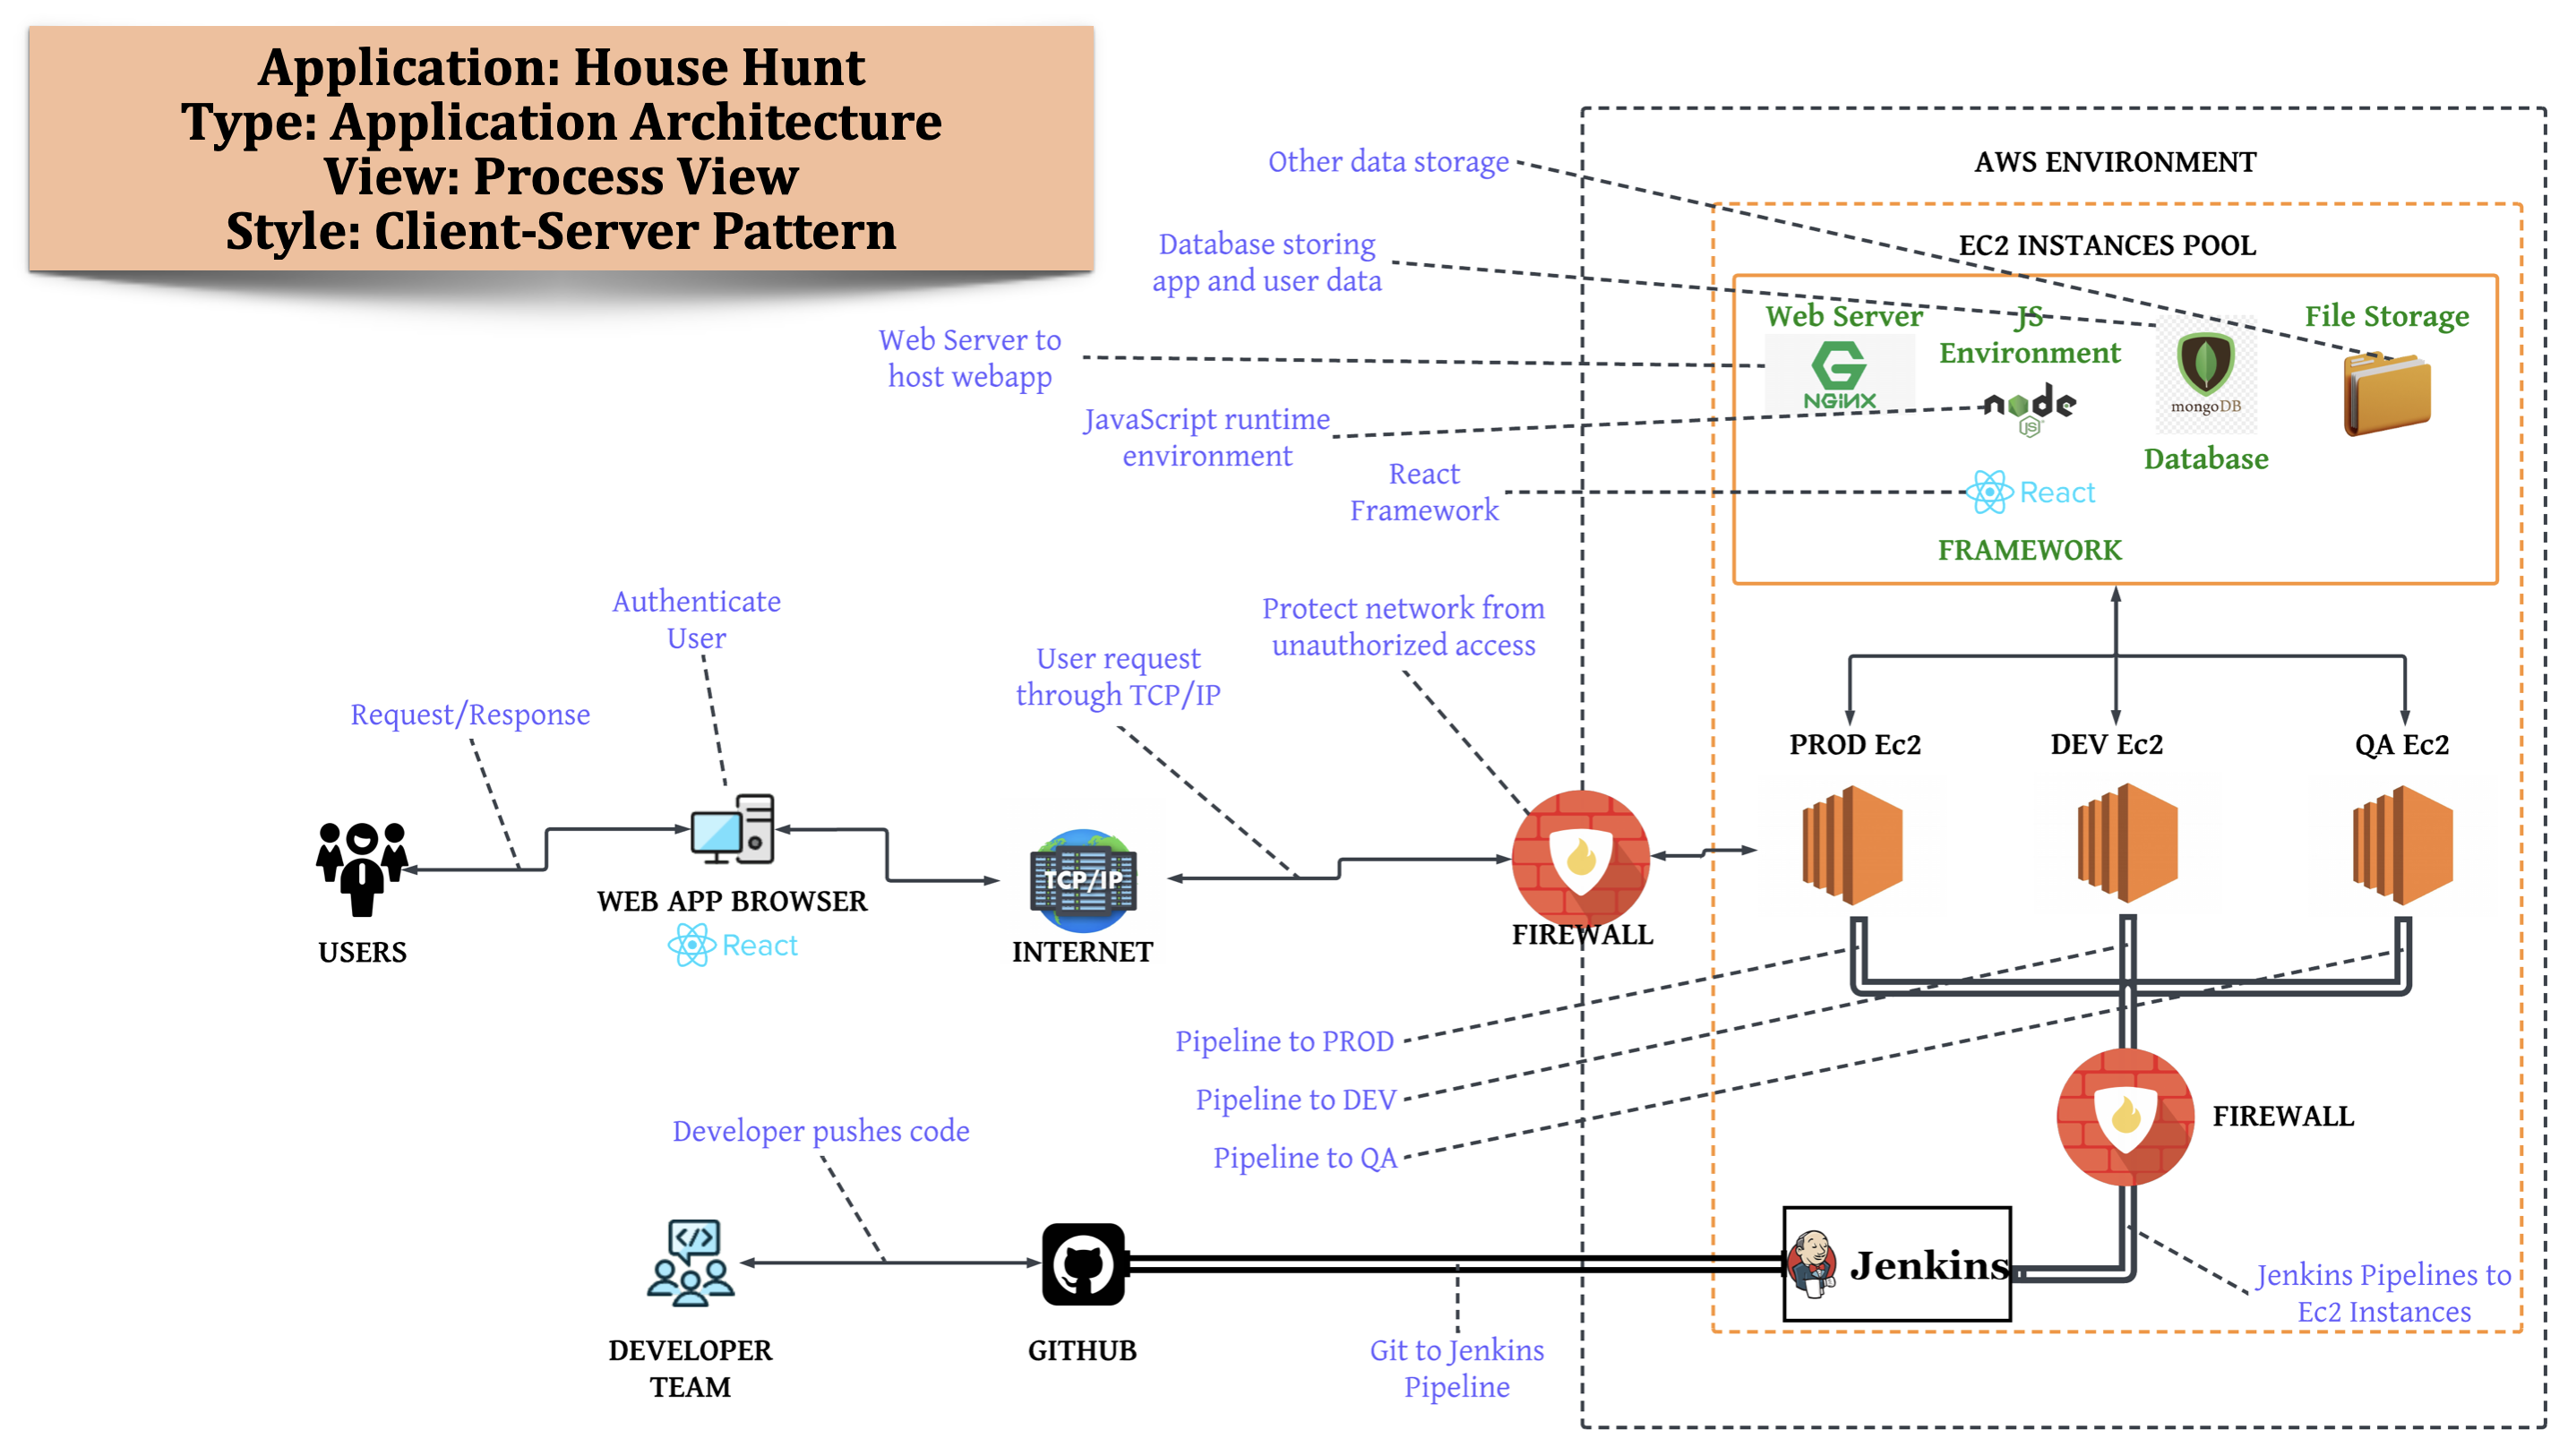 Application: House Hunt
Type: Application Architecture
View: Process View
Style: Client-Server Pattern
AWS ENVIRONMENT
Other data storage
EC2 INSTANCES POOL
Database storing
app and user data
Web Server
JS
Environment
File Storage
Web Server to
host webapp
NGiNX
node
JS
mongoDB
Database
JavaScript runtime
environment
React
Framework
React
FRAMEWORK
Authenticate
User
Protect network from
unauthorized access
User request
through TCP/IP
Request/Response
PROD Ec2
DEV Ec2
QA Ec2
TCP/IP
USERS
WEB APP BROWSER
React
INTERNET
FIREWALL
Pipeline to PROD
Pipeline to DEV
Pipeline to QA
FIREWALL
Developer pushes code
Jenkins
Jenkins Pipelines to
Ec2 Instances
DEVELOPER
TEAM
GITHUB
Git to Jenkins
Pipeline